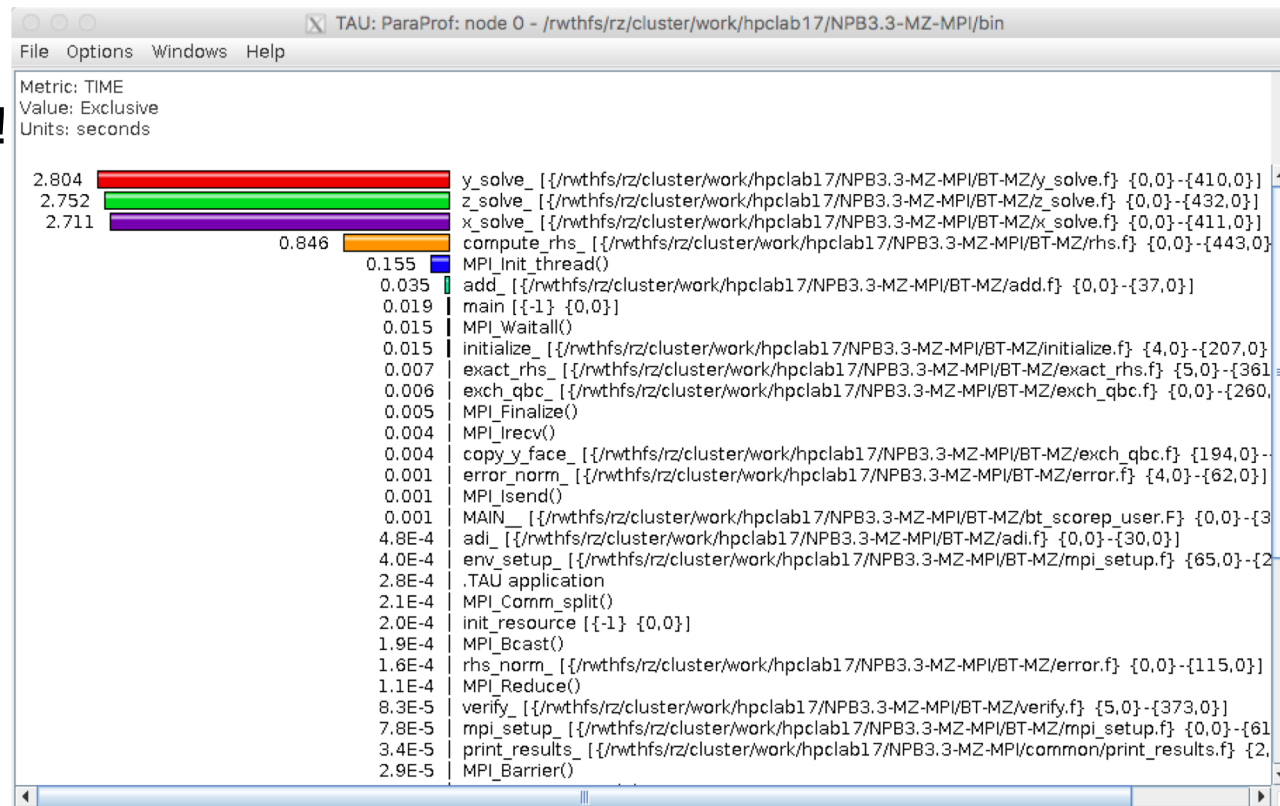 TAU: ParaProf: node 0 - /rwthfs/rz/cluster/work/hpclab17/NPB3.3-MZ-MPI/bin
File Options Windows Help
Metric: TIME
Value: Exclusive
Units: seconds
!
2.804 y_solve_ [{/rwthfs/rz/cluster/work/hpclab17/NPB3.3-MZ-MPI/BT-MZ/y_solve.f} {0,0}-{410,0}]
2.752 z_solve_ [{/rwthfs/rz/cluster/work/hpclab17/NPB3.3-MZ-MPI/BT-MZ/z_solve.f} {0,0}-{432,0}]
2.711 x_solve_ [{/rwthfs/rz/cluster/work/hpclab17/NPB3.3-MZ-MPI/BT-MZ/x_solve.f} {0,0}-{411,0}]
0.846 compute_rhs_ [{/rwthfs/rz/cluster/work/hpclab17/NPB3.3-MZ-MPI/BT-MZ/rhs.f} {0,0}-{443,0}
0.155 MPI_Init_thread()
0.035 add_ [{/rwthfs/rz/cluster/work/hpclab17/NPB3.3-MZ-MPI/BT-MZ/add.f} {0,0}-{37,0}]
0.019 main [{-1} {0,0}]
0.015 MPI_Waitall()
0.015 initialize_ [{/rwthfs/rz/cluster/work/hpclab17/NPB3.3-MZ-MPI/BT-MZ/initialize.f} {4,0}-{207,0}
0.007 exact_rhs_ [{/rwthfs/rz/cluster/work/hpclab17/NPB3.3-MZ-MPI/BT-MZ/exact_rhs.f} {5,0}-{361
0.006 exch_qbc_ [{/rwthfs/rz/cluster/work/hpclab17/NPB3.3-MZ-MPI/BT-MZ/exch_qbc.f} {0,0}-{260,
0.005 MPI_Finalize()
0.004 MPI_Irecv()
0.004 copy_y_face_ [{/rwthfs/rz/cluster/work/hpclab17/NPB3.3-MZ-MPI/BT-MZ/exch_qbc.f} {194,0}-
0.001 error_norm_ [{/rwthfs/rz/cluster/work/hpclab17/NPB3.3-MZ-MPI/BT-MZ/error.f} {4,0}-{62,0}]
0.001 MPI_Isend()
0.001 MAIN__ [{/rwthfs/rz/cluster/work/hpclab17/NPB3.3-MZ-MPI/BT-MZ/bt_scorep_user.F} {0,0}-{3
4.8E-4 adi_ [{/rwthfs/rz/cluster/work/hpclab17/NPB3.3-MZ-MPI/BT-MZ/adi.f} {0,0}-{30,0}]
4.0E-4 env_setup_ [{/rwthfs/rz/cluster/work/hpclab17/NPB3.3-MZ-MPI/BT-MZ/mpi_setup.f} {65,0}-{2
2.8E-4 .TAU application
2.1E-4 MPI_Comm_split()
2.0E-4 init_resource [{-1} {0,0}]
1.9E-4 MPI_Bcast()
1.6E-4 rhs_norm_ [{/rwthfs/rz/cluster/work/hpclab17/NPB3.3-MZ-MPI/BT-MZ/error.f} {0,0}-{115,0}]
1.1E-4 MPI_Reduce()
8.3E-5 verify_ [{/rwthfs/rz/cluster/work/hpclab17/NPB3.3-MZ-MPI/BT-MZ/verify.f} {5,0}-{373,0}]
7.8E-5 mpi_setup_ [{/rwthfs/rz/cluster/work/hpclab17/NPB3.3-MZ-MPI/BT-MZ/mpi_setup.f} {0,0}-{61
3.4E-5 print_results_ [{/rwthfs/rz/cluster/work/hpclab17/NPB3.3-MZ-MPI/common/print_results.f} {2,
2.9E-5 MPI_Barrier()